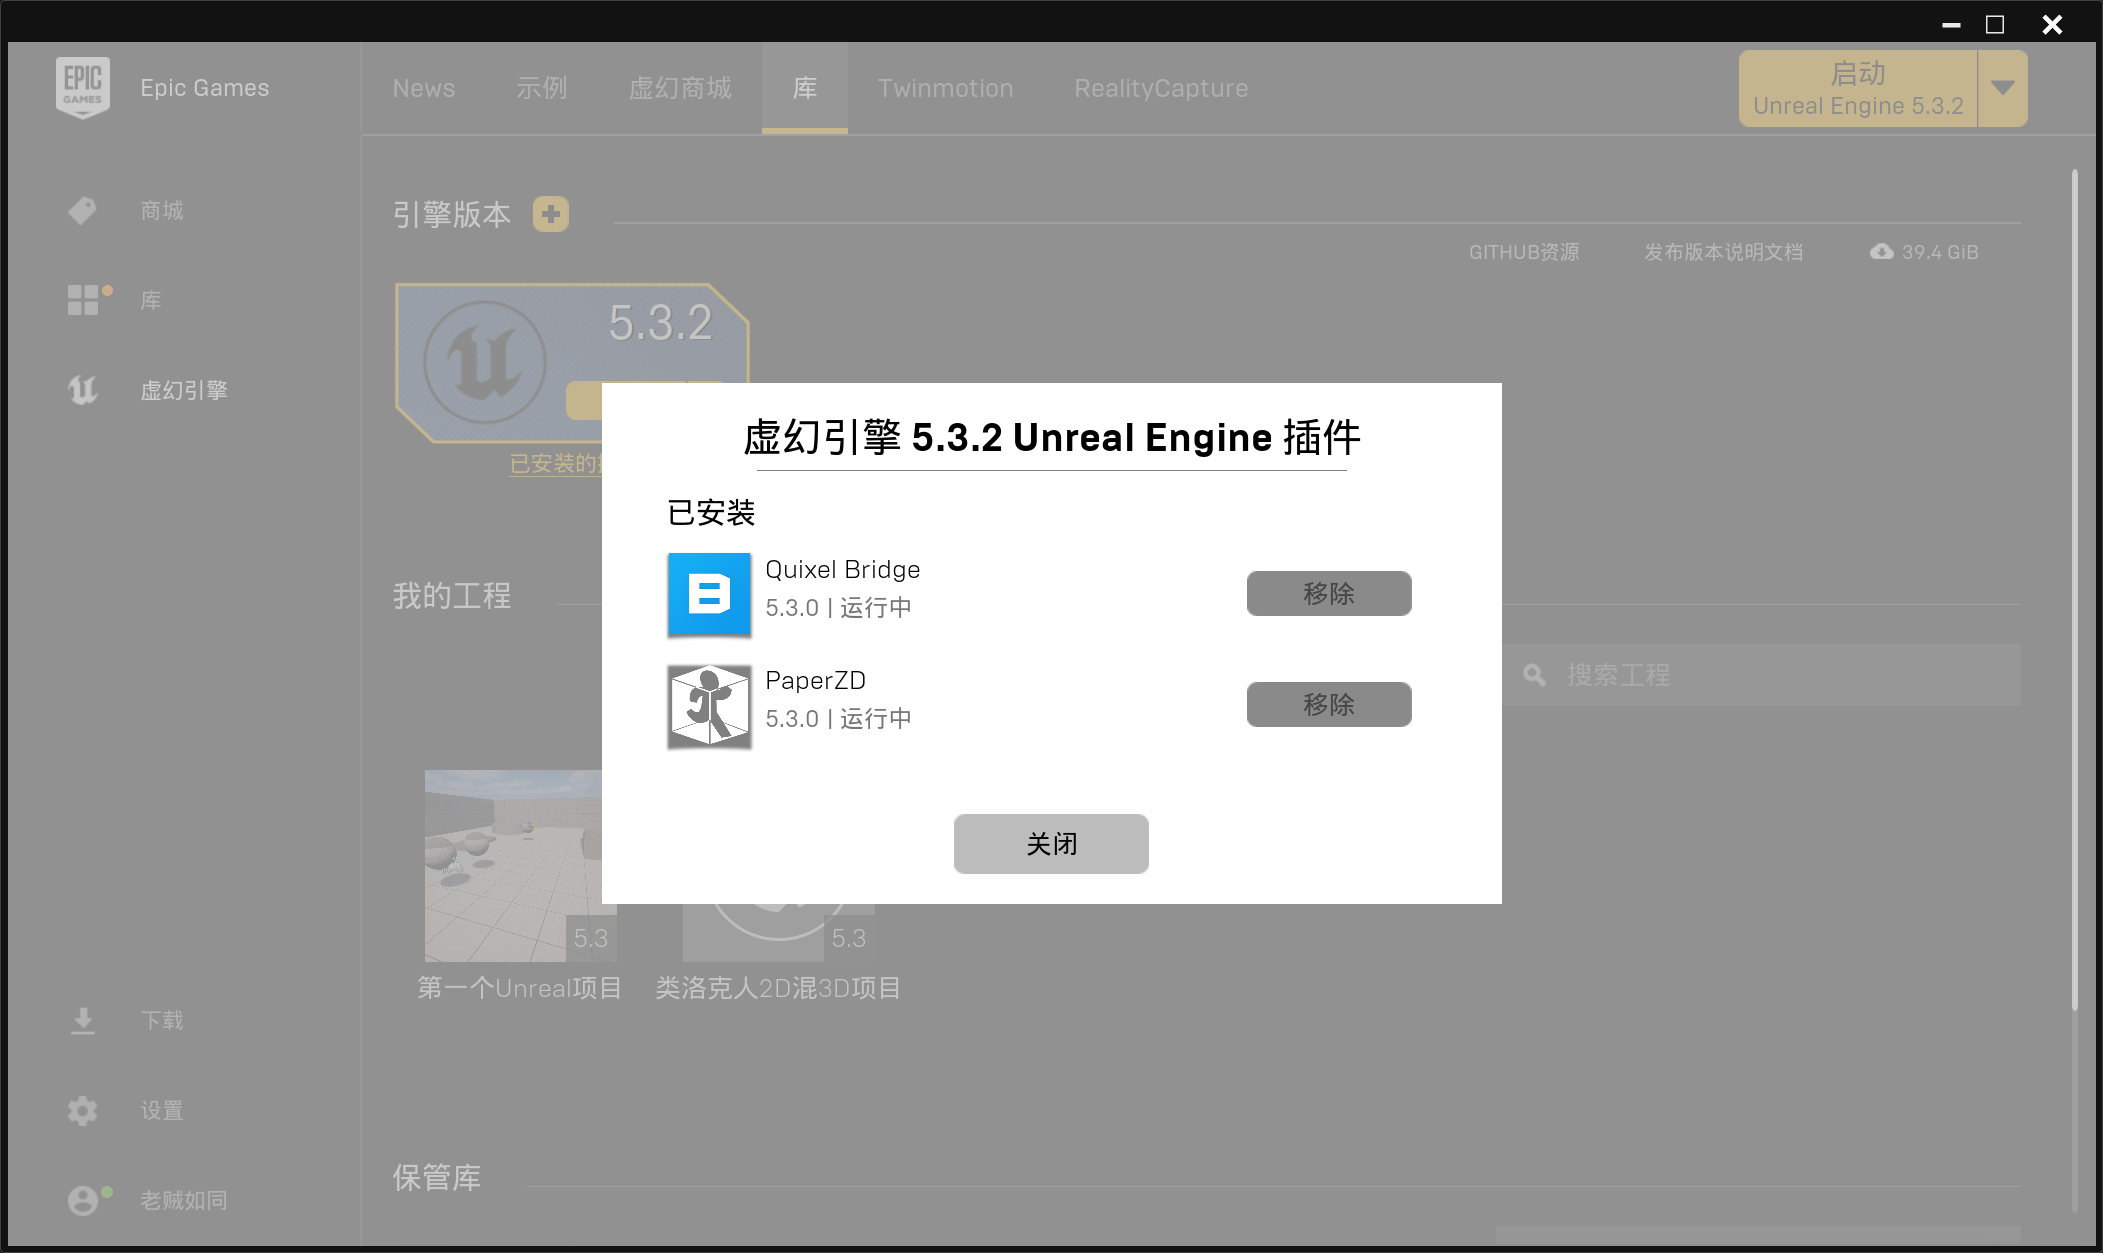 EPIC
GAMES
Epic Games
News
示例
虚幻商城
库
Twinmotion
RealityCapture
启动
Unreal Engine 5.3.2
商城
库
虚幻引擎
引擎版本
GITHUB资源
发布版本说明文档
39.4 GiB
5.3.2
已安装的
虚幻引擎 5.3.2 Unreal Engine 插件
已安装
Quixel Bridge
5.3.0 | 运行中
移除
PaperZD
5.3.0 | 运行中
移除
关闭
我的工程
搜索工程
5.3
5.3
第一个Unreal项目
类洛克人2D混3D项目
保管库
下载
设置
老贼如同